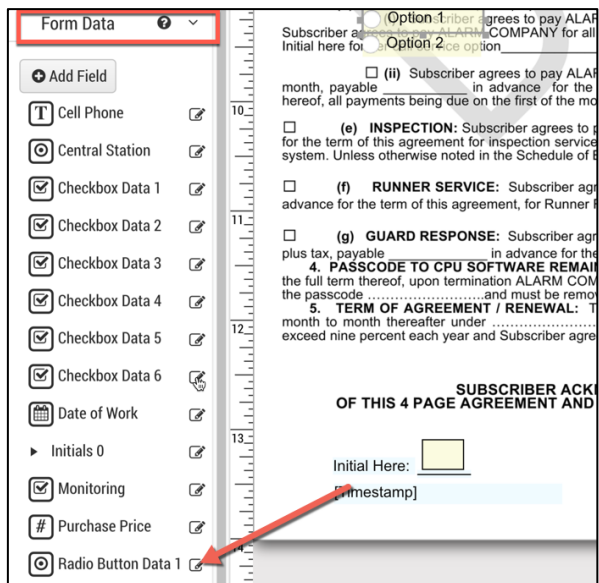 Form Data
Add Field
Cell Phone
Central Station
Checkbox Data 1
Checkbox Data 2
Checkbox Data 3
Checkbox Data 4
Checkbox Data 5
Checkbox Data 6
Date of Work
Initials 0
Monitoring
# Purchase Price
Radio Button Data 1
10
11
12
13
14
Option 1
Option 2
(i) Subscriber agrees to pay ALAR
Subscriber agrees to pay ALARM COMPANY for all
Initial here for service option
(ii) Subscriber agrees to pay ALAR
month, payable ____________ in advance for the
hereof, all payments being due on the first of the mo
(e) INSPECTION: Subscriber agrees to p
for the term of this agreement for inspection service
system. Unless otherwise noted in the Schedule of E
(f) RUNNER SERVICE: Subscriber agr
advance for the term of this agreement, for Runner
(g) GUARD RESPONSE: Subscriber agr
plus tax, payable ______________ in advance for the
4. PASSCODE TO CPU SOFTWARE REMAI
the full term thereof, upon termination ALARM COM
the passcode ..........................and must be remo
5. TERM OF AGREEMENT / RENEWAL: T
month to month thereafter under ........................
exceed nine percent each year and Subscriber agre
SUBSCRIBER ACK
OF THIS 4 PAGE AGREEMENT AND
Initial Here:
[Timestamp]